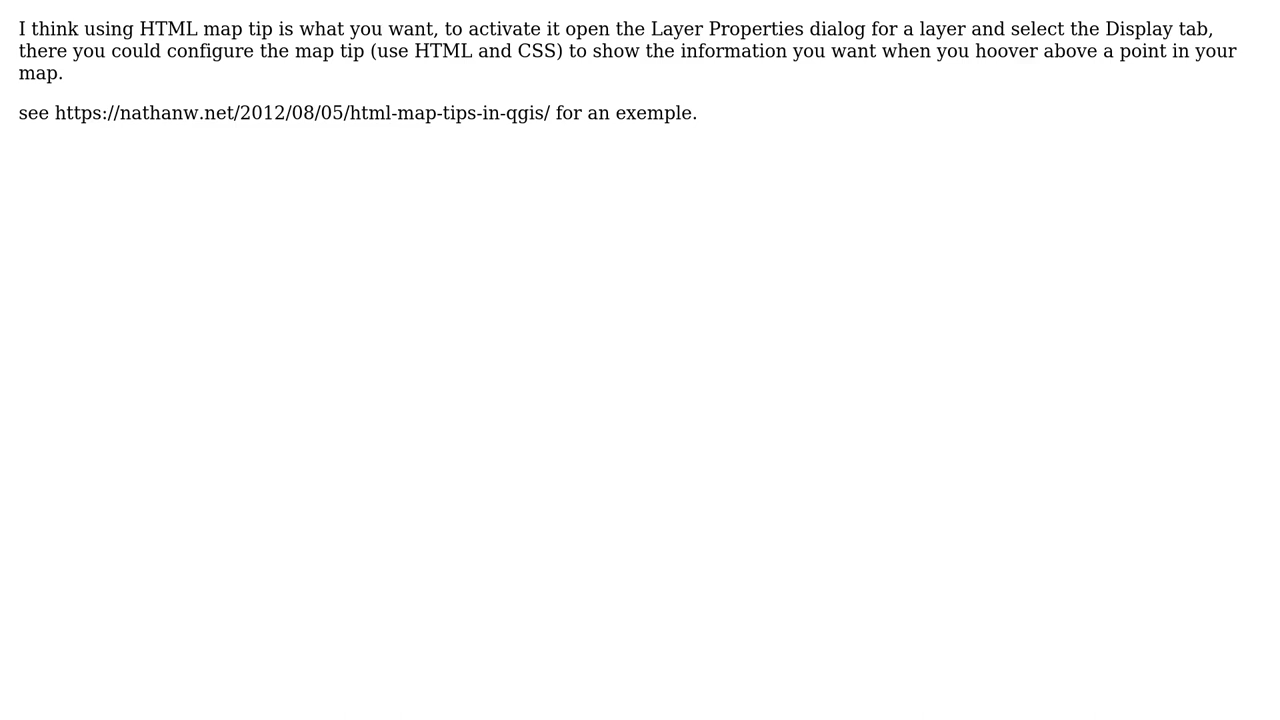 I think using HTML map tip is what you want, to activate it open the Layer Properties dialog for a layer and select the Display tab,
there you could configure the map tip (use HTML and CSS) to show the information you want when you hoover above a point in your
map.
see https://nathanw.net/2012/08/05/html-map-tips-in-qgis/ for an exemple.